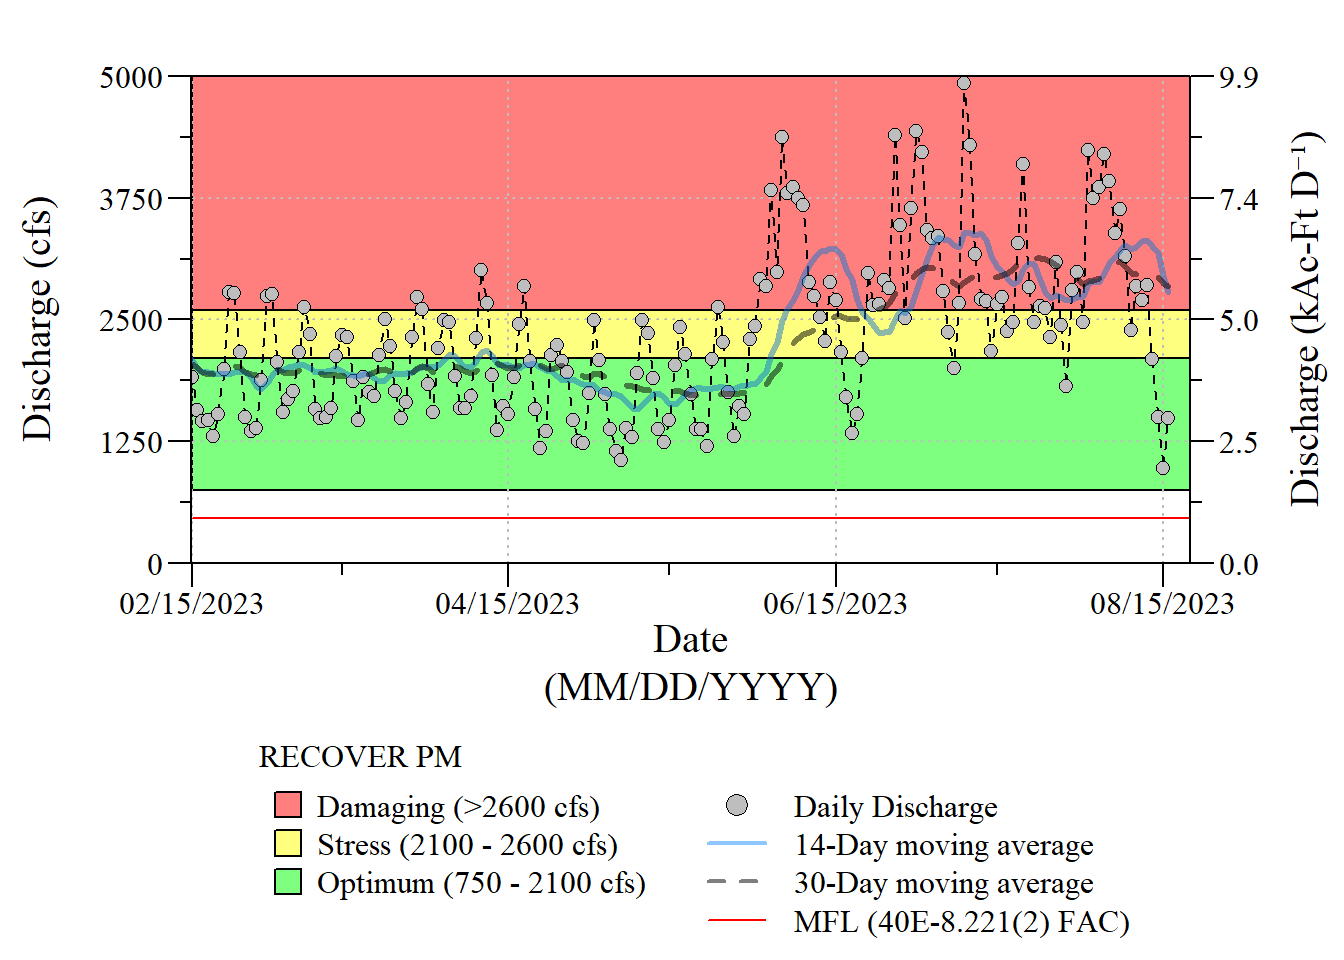 5000
3750
2500
1250
0
Discharge (cfs)
9.9
7.4
5.0
2.5
0.0
Discharge (kAc-Ft D⁻¹)
02/15/2023
04/15/2023
06/15/2023
08/15/2023
Date
(MM/DD/YYYY)
RECOVER PM
Damaging (>2600 cfs)
Stress (2100 - 2600 cfs)
Optimum (750 - 2100 cfs)
Daily Discharge
14-Day moving average
30-Day moving average
MFL (40E-8.221(2) FAC)